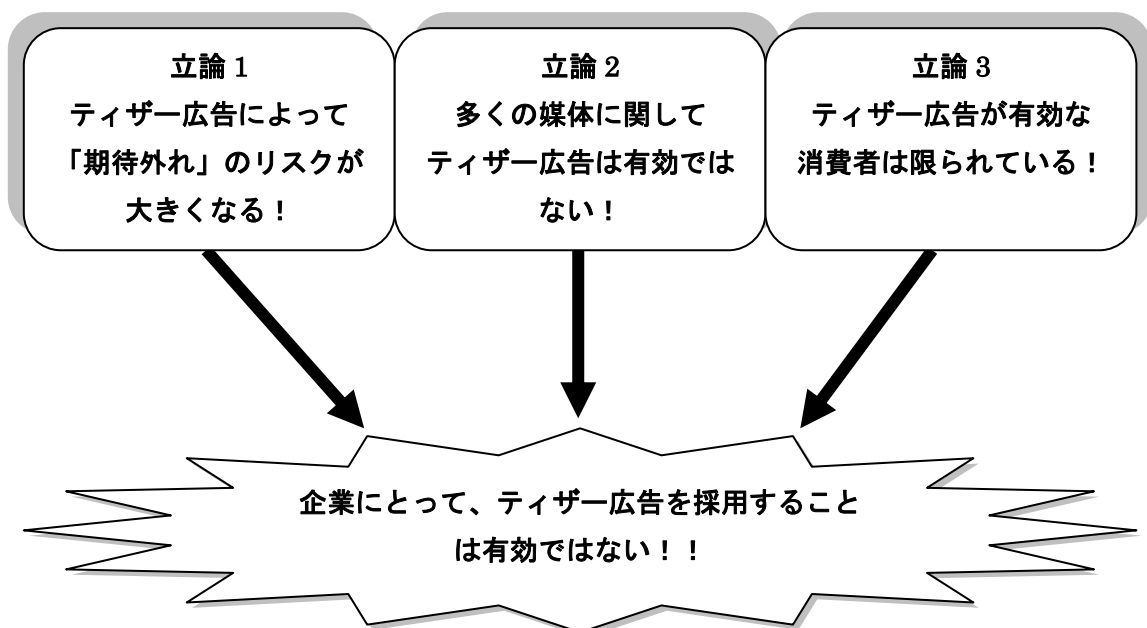 立論1
ティザー広告によって
「期待外れ」のリスクが
大きくなる！
立論2
多くの媒体に関して
ティザー広告は有効では
ない！
立論3
ティザー広告が有効な
消費者は限られている！
企業にとって、ティザー広告を採用すること
は有効ではない！！